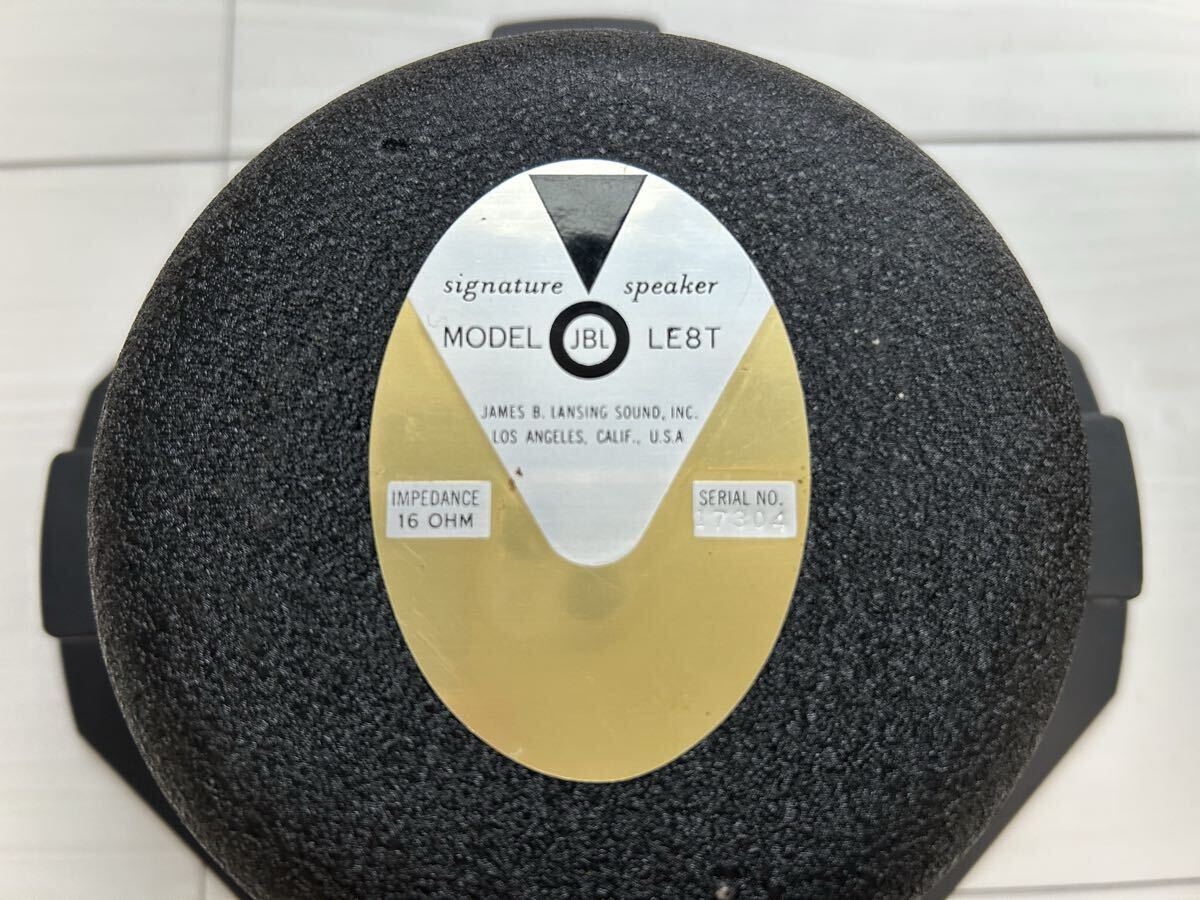 signature speaker
MODEL JBL LE8T
JAMES B. LANSING SOUND, INC.
LOS ANGELES, CALIF., U.S.A
IMPEDANCE
16 OHM
SERIAL NO.
17304